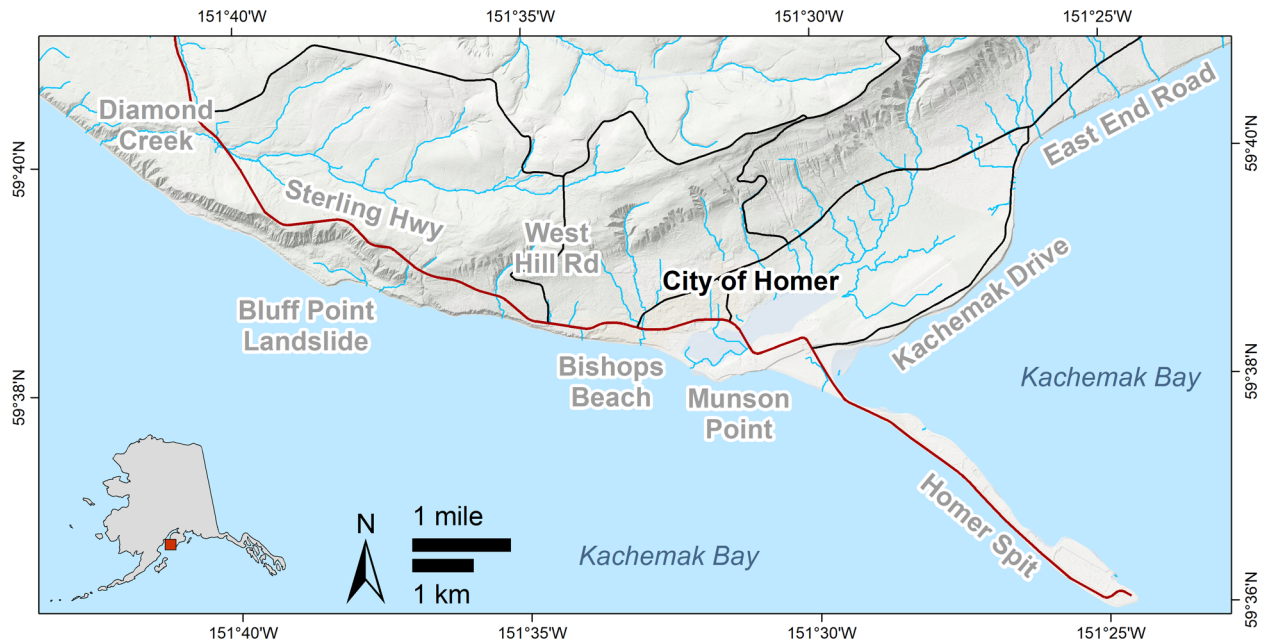 151°40'W
151°35'W
151°30'W
151°25'W
Diamond
Creek
East End Road
59°40'N
59°40'N
Sterling Hwy
West
Hill Rd
City of Homer
Kachemak Drive
Bluff Point
Landslide
Bishops
Beach
Munson
Point
Kachemak Bay
59°38'N
59°38'N
Homer Spit
N
1 mile
1 km
Kachemak Bay
59°36'N
151°40'W
151°35'W
151°30'W
151°25'W